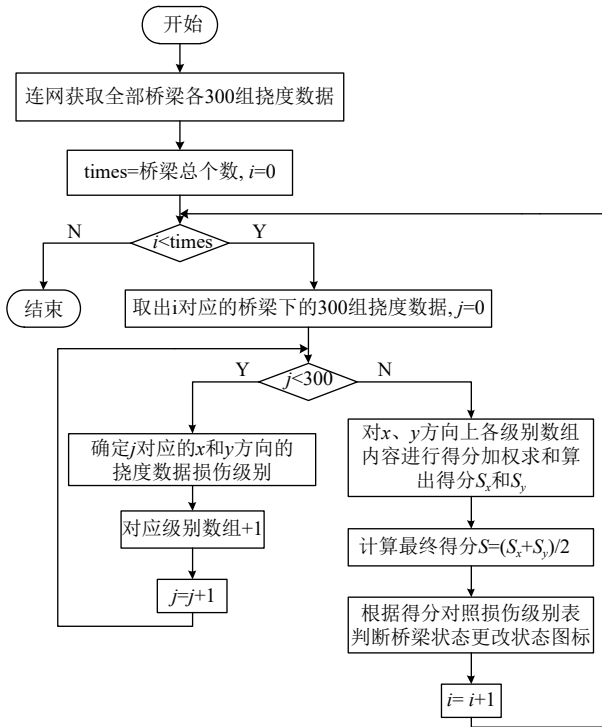 开始
连网获取全部桥梁各300组挠度数据
times=桥梁总个数, i=0
N
i<times
Y
结束
取出i对应的桥梁下的300组挠度数据, j=0
Y
j<300
N
确定j对应的x和y方向的
挠度数据损伤级别
对应级别数组+1
j=j+1
对x、y方向上各级别数组
内容进行得分加权求和算
出得分Sx和Sy
计算最终得分S=(Sx+Sy)/2
根据得分对照损伤级别表
判断桥梁状态更改状态图标
i= i+1